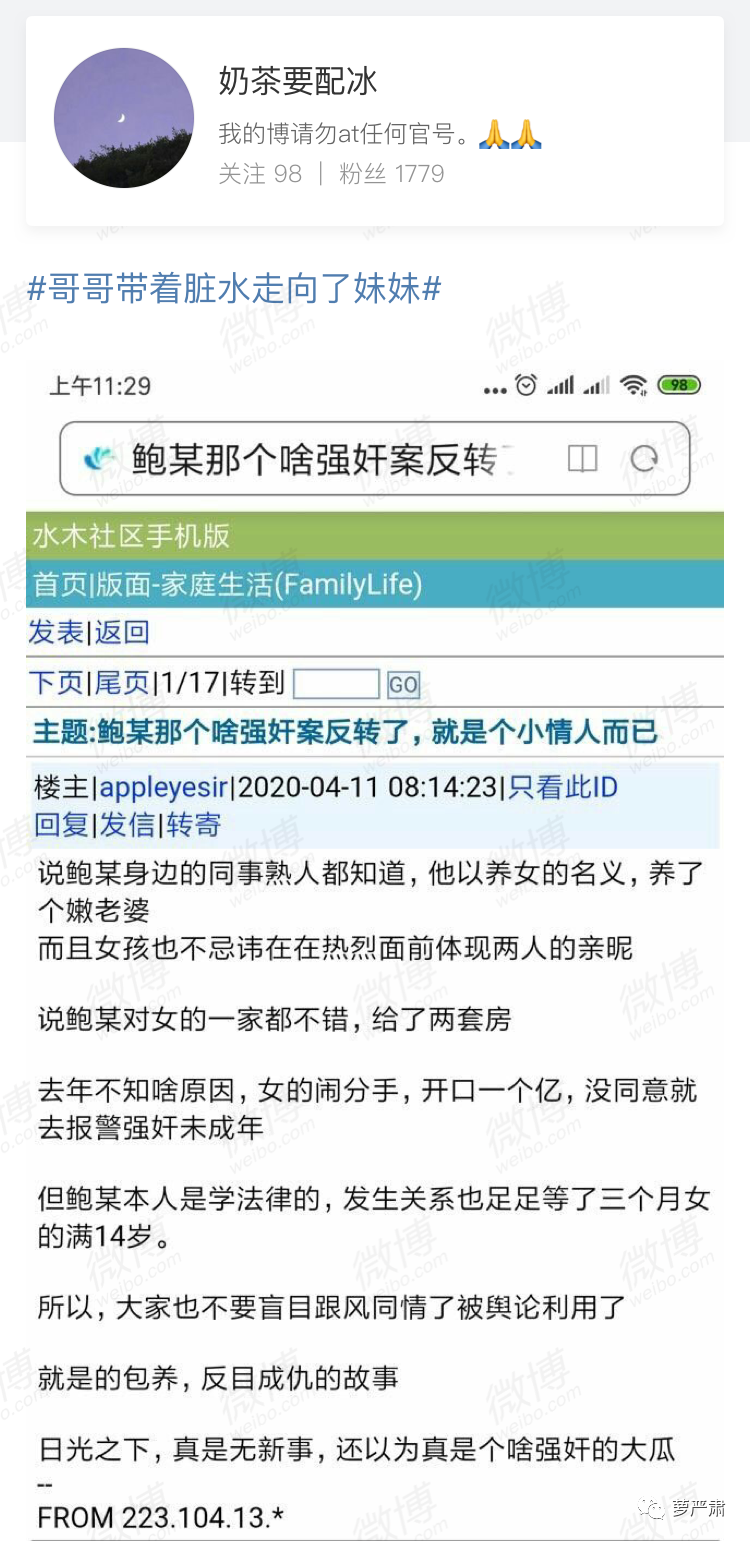 奶茶要配冰
我的博请勿at任何官号。🙏🙏
关注 98 | 粉丝 1779
#哥哥带着脏水走向了妹妹#
上午11:29
98
鲍某那个啥强奸案反转
水木社区手机版
首页|版面-家庭生活(FamilyLife)
发表|返回
下页|尾页|1/17|转到 GO
主题:鲍某那个啥强奸案反转了，就是个小情人而已
楼主|appleyesir|2020-04-11 08:14:23|只看此ID
回复|发信|转寄
说鲍某身边的同事熟人都知道，他以养女的名义，养了
个嫩老婆
而且女孩也不忌讳在在热烈面前体现两人的亲昵
说鲍某对女的一家都不错，给了两套房
去年不知啥原因，女的闹分手，开口一个亿，没同意就
去报警强奸未成年
但鲍某本人是学法律的，发生关系也足足等了三个月女
的满14岁。
所以，大家也不要盲目跟风同情了被舆论利用了
就是的包养，反目成仇的故事
日光之下，真是无新事，还以为真是个啥强奸的大瓜
--
FROM 223.104.13.*
萝严肃
微博
weibo.com